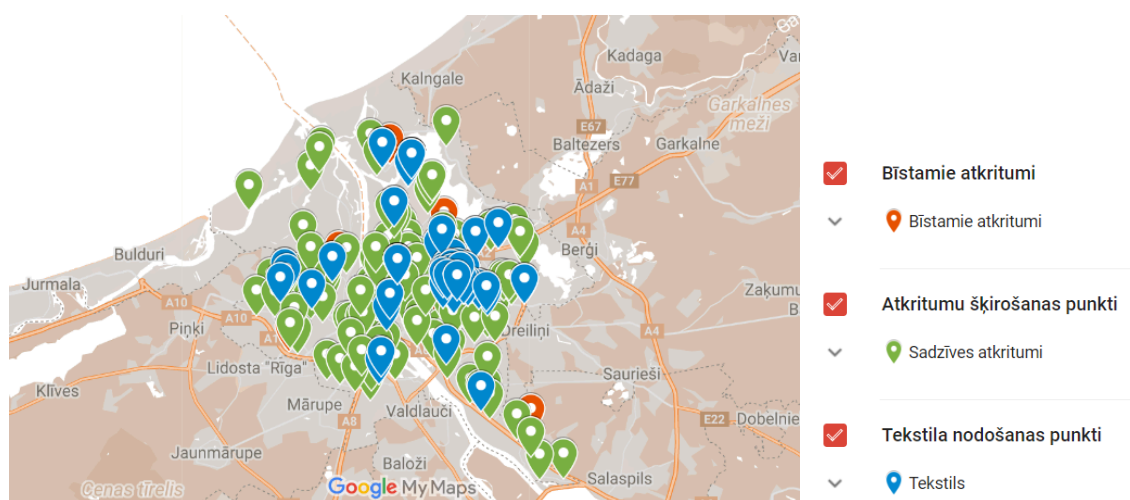 Kadaga
Kalngale
Ādaži
Garkalnes
meži
E67
Baltezers
Garkalne
A1
E77
A4
Bulduri
Berģi
Jurmala
A10
Zaķumu
Piņķi
A10
Dreiliņi
A4
Lidosta "Rīga"
Saurieši
Klīves
Mārupe
Valdlauči
E22
Dobelnie
A8
Jaunmārupe
Baloži
Salaspils
Cenas tīrelis
Google My Maps
Bīstamie atkritumi
Bīstamie atkritumi
Atkritumu šķirošanas punkti
Sadzīves atkritumi
Tekstila nodošanas punkti
Tekstils